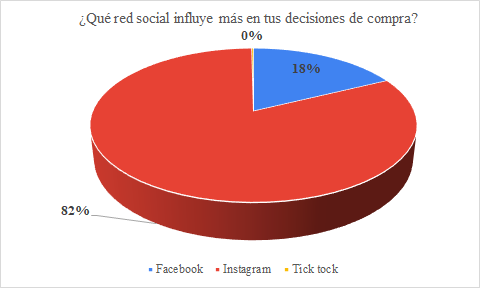 ¿Qué red social influye más en tus decisiones de compra?
0%
18%
82%
Facebook Instagram Tick tock